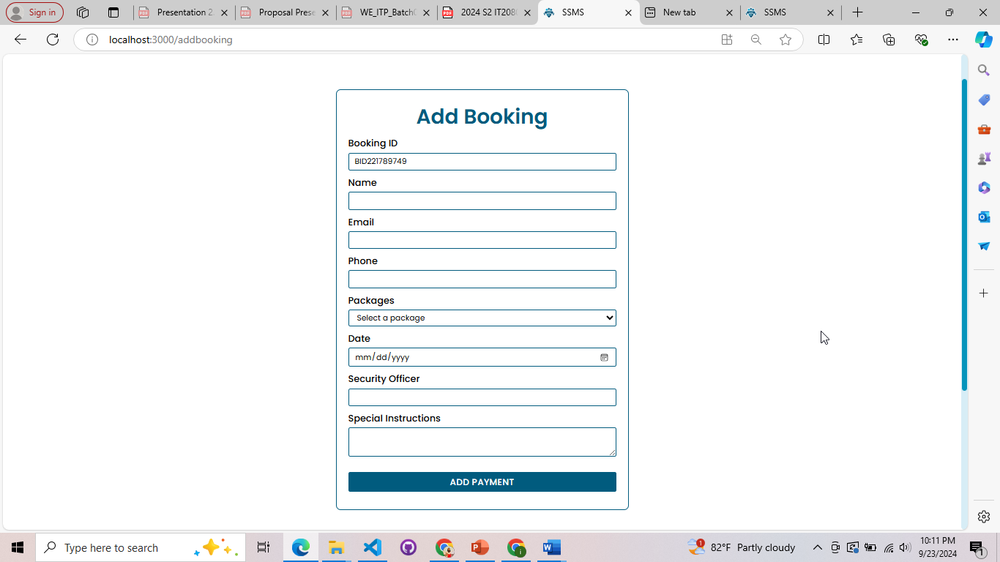 Sign in
Presentation 2
Proposal Prese
WE_ITP_Batch
2024 S2 IT208
SSMS
New tab
SSMS
localhost:3000/addbooking
Add Booking
Booking ID
BID221789749
Name
Email
Phone
Packages
Select a package
Date
mm/dd/yyyy
Security Officer
Special Instructions
ADD PAYMENT
Type here to search
1
82°F Partly cloudy
10:11 PM
9/23/2024
1